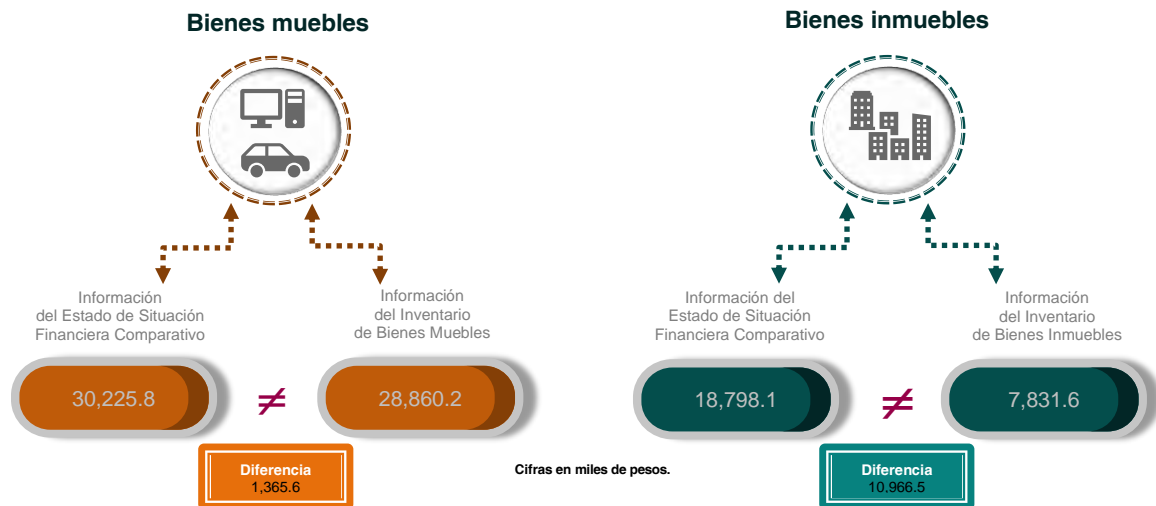 Bienes muebles
Información
del Estado de Situación
Financiera Comparativo
Información
del Inventario
de Bienes Muebles
30,225.8
≠
28,860.2
Diferencia
1,365.6
Cifras en miles de pesos.
Bienes inmuebles
Información del
Estado de Situación
Financiera Comparativo
Información
del Inventario
de Bienes Inmuebles
18,798.1
≠
7,831.6
Diferencia
10,966.5